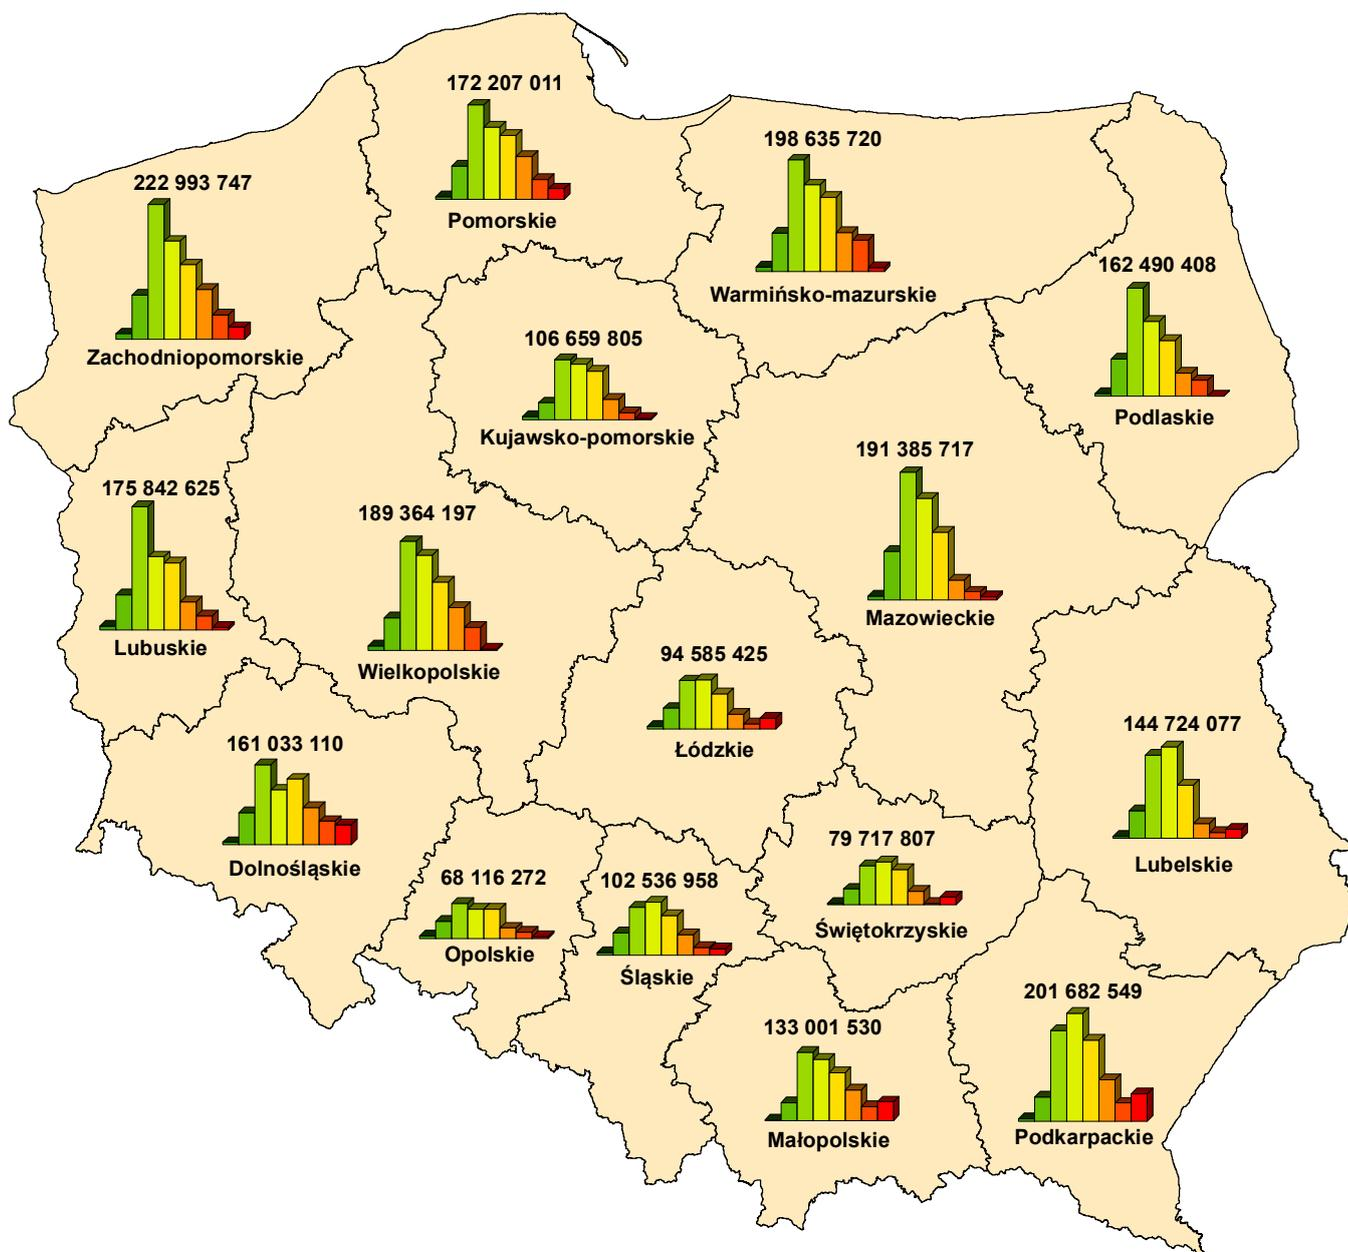 172 207 011
Pomorskie
198 635 720
Warmińsko-mazurskie
222 993 747
Zachodniopomorskie
162 490 408
Podlaskie
106 659 805
Kujawsko-pomorskie
191 385 717
Mazowieckie
175 842 625
Lubuskie
189 364 197
Wielkopolskie
94 585 425
Łódzkie
144 724 077
Lubelskie
161 033 110
Dolnośląskie
79 717 807
Świętokrzyskie
68 116 272
Opolskie
102 536 958
Śląskie
201 682 549
Podkarpackie
133 001 530
Małopolskie